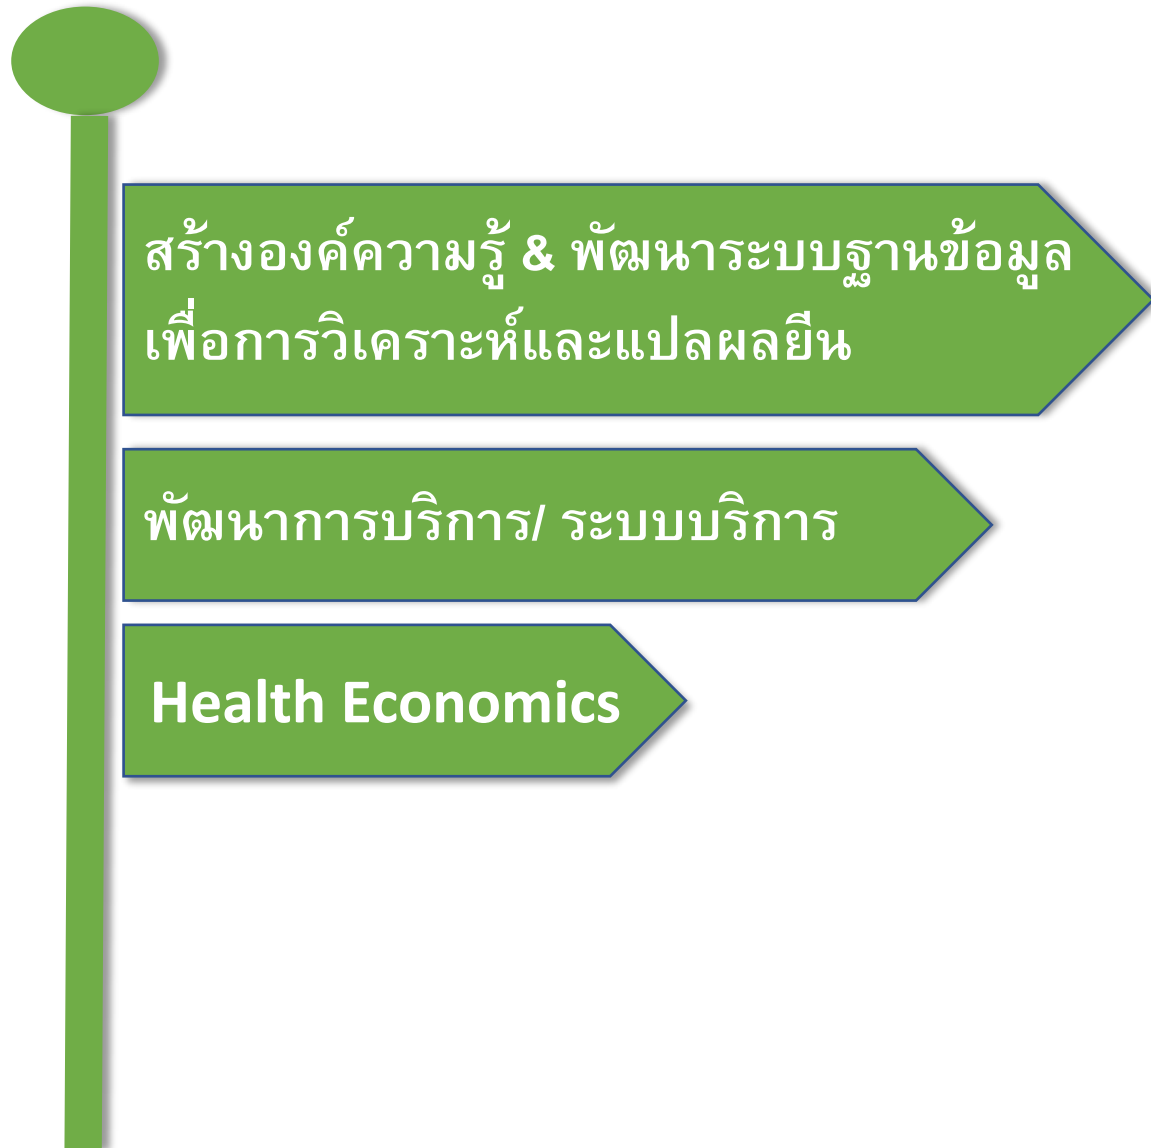 สร้างองค์ความรู้ & พัฒนาระบบฐานข้อมูล
เพื่อการวิเคราะห์และแปลผลยีน
พัฒนาการบริการ/ ระบบบริการ
Health Economics